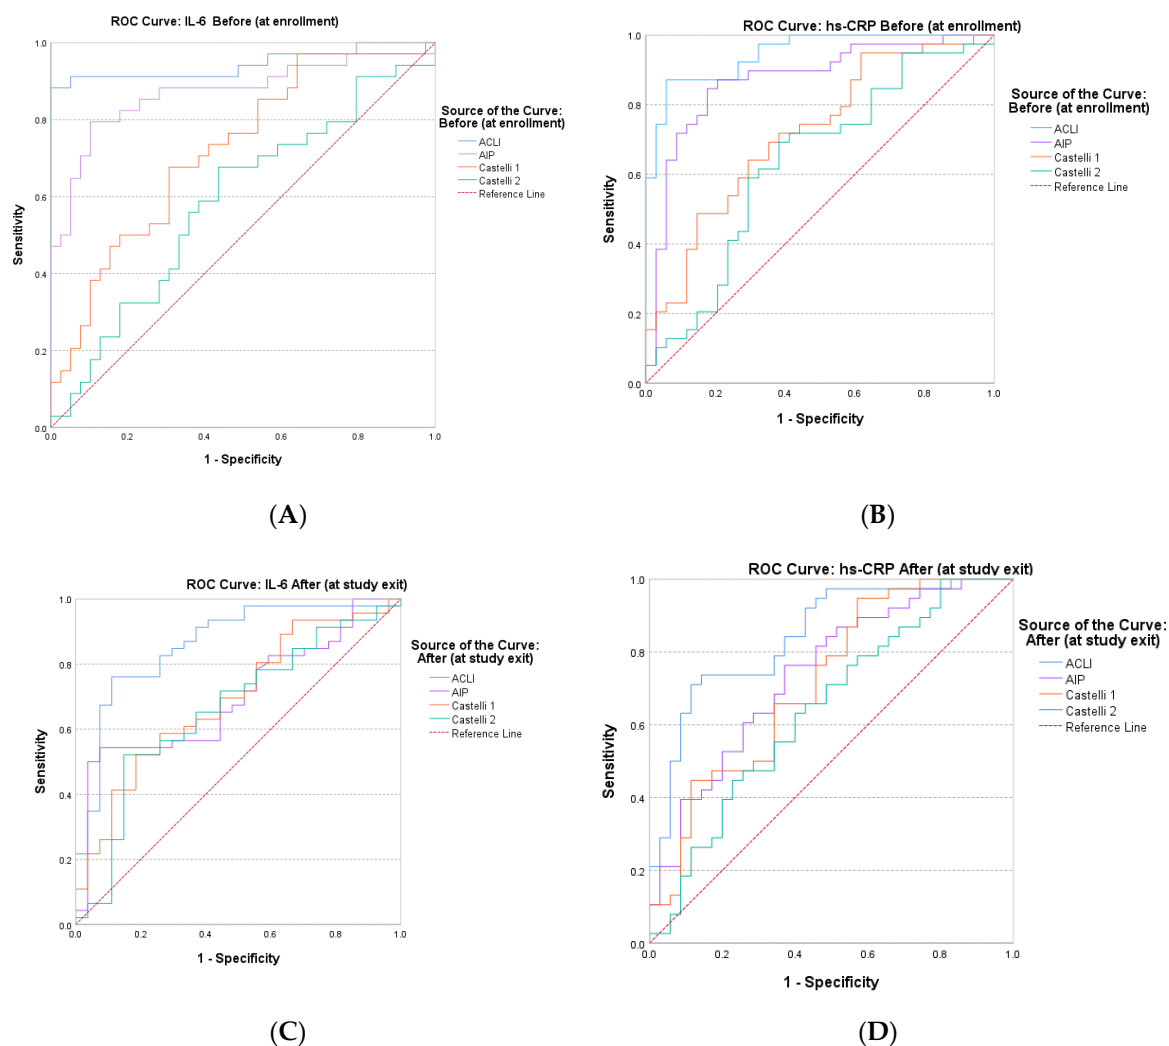 ROC Curve: IL-6 Before (at enrollment)
1.0
0.8
0.6
0.4
0.2
0.0
0.0 0.2 0.4 0.6 0.8 1.0
Sensitivity
1 - Specificity
Source of the Curve:
Before (at enrollment)
ACLI
AIP
Castelli 1
Castelli 2
Reference Line
(A)
ROC Curve: hs-CRP Before (at enrollment)
1.0
0.8
0.6
0.4
0.2
0.0
0.0 0.2 0.4 0.6 0.8 1.0
Sensitivity
1 - Specificity
Source of the Curve:
Before (at enrollment)
ACLI
AIP
Castelli 1
Castelli 2
Reference Line
(B)
ROC Curve: IL-6 After (at study exit)
1.0
0.8
0.6
0.4
0.2
0.0
0.0 0.2 0.4 0.6 0.8 1.0
Sensitivity
1 - Specificity
Source of the Curve:
After (at study exit)
ACLI
AIP
Castelli 1
Castelli 2
Reference Line
(C)
ROC Curve: hs-CRP After (at study exit)
1.0
0.8
0.6
0.4
0.2
0.0
0.0 0.2 0.4 0.6 0.8 1.0
Sensitivity
1 - Specificity
Source of the Curve:
After (at study exit)
ACLI
AIP
Castelli 1
Castelli 2
Reference Line
(D)